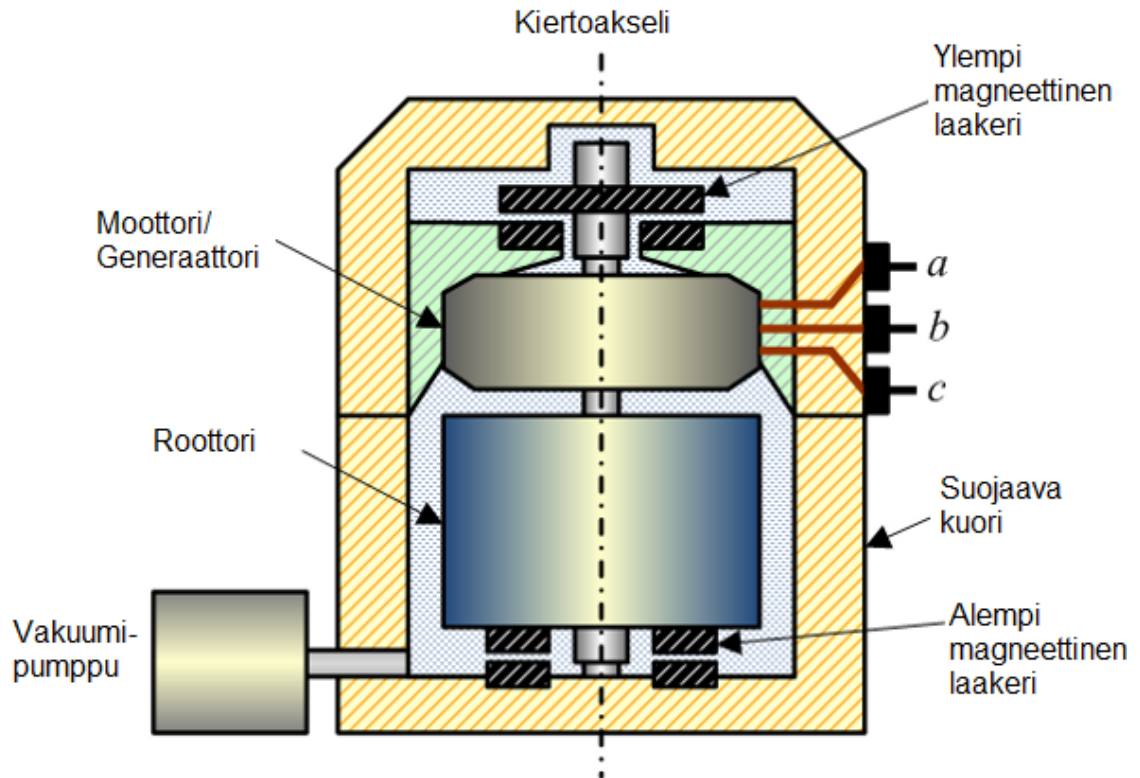 Kiertoakseli
Ylempi
magneettinen
laakeri
Moottori/
Generaattori
a
b
c
Roottori
Suojaava
kuori
Vakuumi-
pumppu
Alempi
magneettinen
laakeri